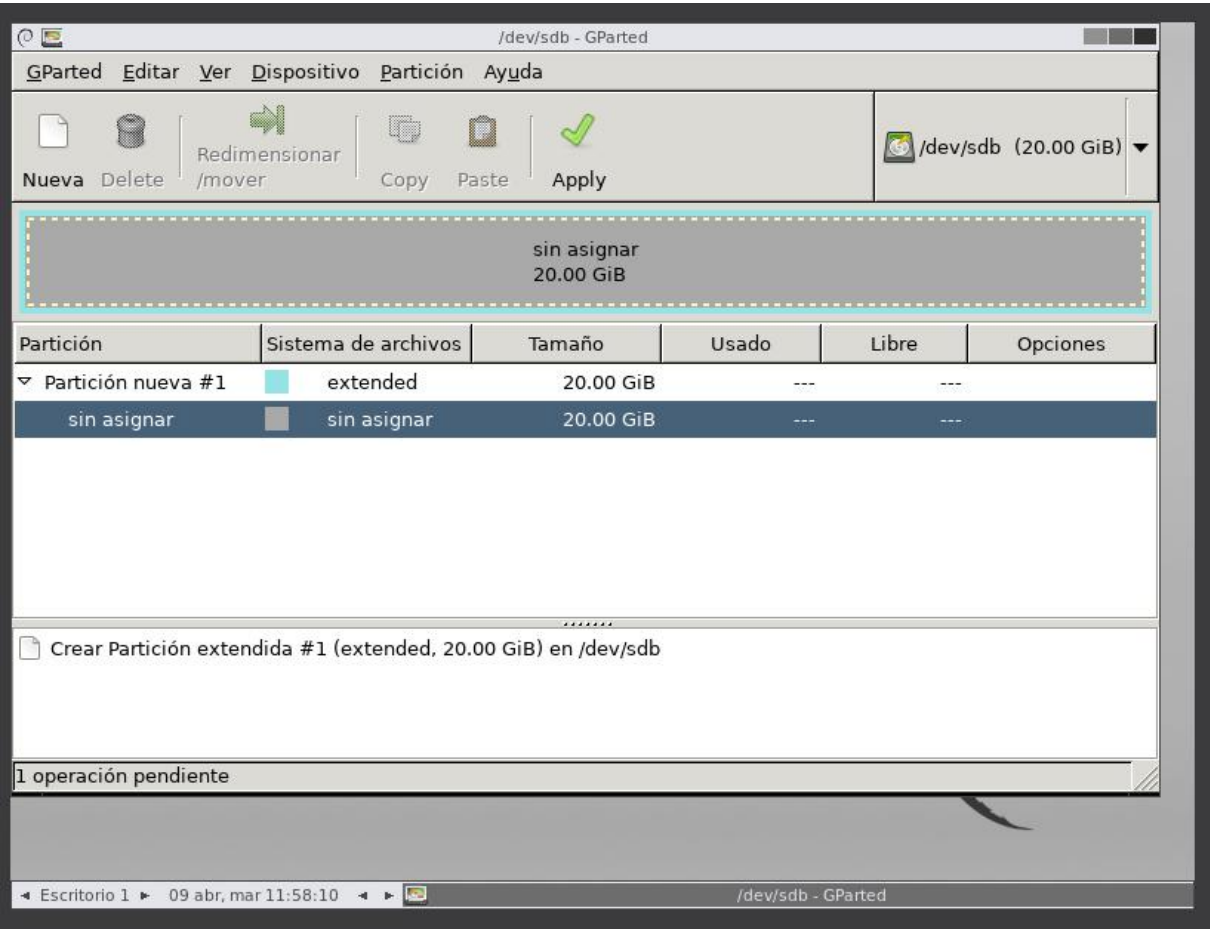 /dev/sdb - GParted
GParted Editar Ver Dispositivo Partición Ayuda
Nueva
Delete
Redimensionar
/mover
Copy
Paste
Apply
/dev/sdb (20.00 GiB)
sin asignar
20.00 GiB
Partición Sistema de archivos Tamaño Usado Libre Opciones
Partición nueva #1 extended 20.00 GiB --- ---
sin asignar sin asignar 20.00 GiB --- ---
Crear Partición extendida #1 (extended, 20.00 GiB) en /dev/sdb
1 operación pendiente
Escritorio 1 09 abr, mar 11:58:10 /dev/sdb - GParted